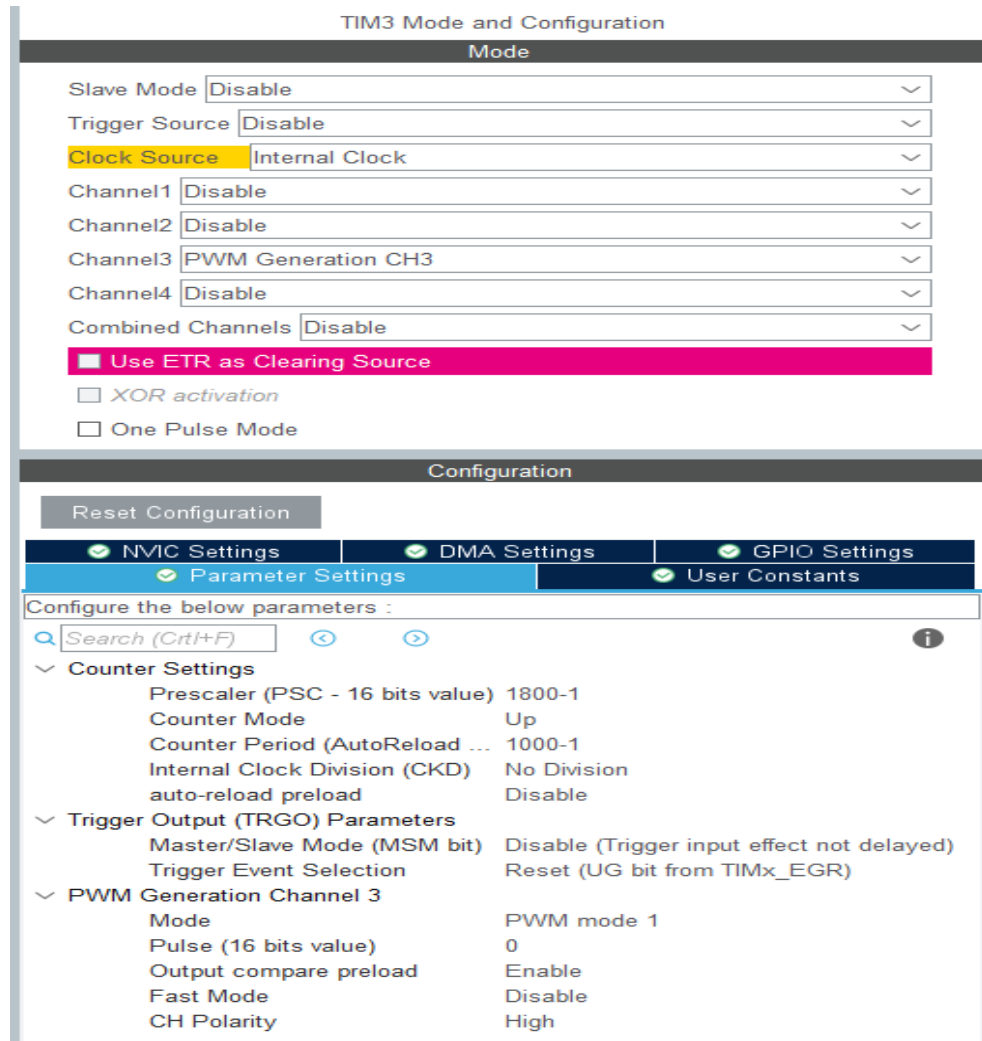 TIM3 Mode and Configuration
Mode
Slave Mode Disable
Trigger Source Disable
Clock Source Internal Clock
Channel1 Disable
Channel2 Disable
Channel3 PWM Generation CH3
Channel4 Disable
Combined Channels Disable
Use ETR as Clearing Source
XOR activation
One Pulse Mode
Configuration
Reset Configuration
NVIC Settings DMA Settings GPIO Settings
Parameter Settings User Constants
Configure the below parameters :
Search (Crtl+F)
Counter Settings
Prescaler (PSC - 16 bits value) 1800-1
Counter Mode Up
Counter Period (AutoReload ... 1000-1
Internal Clock Division (CKD) No Division
auto-reload preload Disable
Trigger Output (TRGO) Parameters
Master/Slave Mode (MSM bit) Disable (Trigger input effect not delayed)
Trigger Event Selection Reset (UG bit from TIMx_EGR)
PWM Generation Channel 3
Mode PWM mode 1
Pulse (16 bits value) 0
Output compare preload Enable
Fast Mode Disable
CH Polarity High